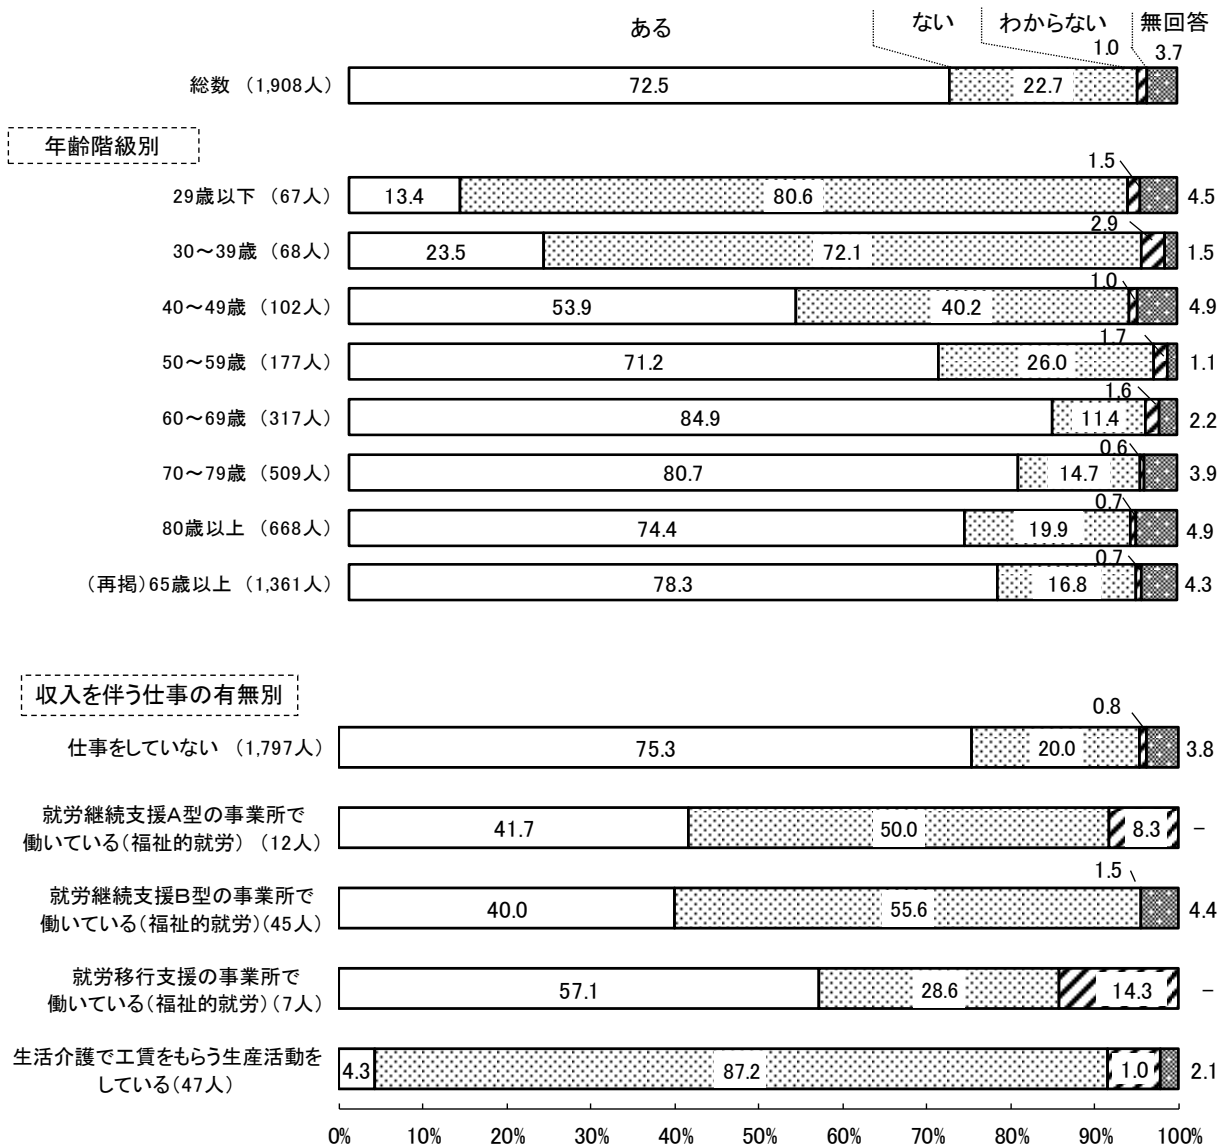 ある ない わからない 無回答
1.0 3.7
総数 (1,908人) 72.5 22.7
年齢階級別
1.5
29歳以下 (67人) 13.4 80.6 4.5
2.9
30～39歳 (68人) 23.5 72.1 1.5
1.0
40～49歳 (102人) 53.9 40.2 4.9
1.7
50～59歳 (177人) 71.2 26.0 1.1
1.6
60～69歳 (317人) 84.9 11.4 2.2
0.6
70～79歳 (509人) 80.7 14.7 3.9
0.7
80歳以上 (668人) 74.4 19.9 4.9
0.7
(再掲)65歳以上 (1,361人) 78.3 16.8 4.3
収入を伴う仕事の有無別
0.8
仕事をしていない (1,797人) 75.3 20.0 3.8
就労継続支援A型の事業所で
働いている(福祉的就労) (12人) 41.7 50.0 8.3 －
1.5
就労継続支援B型の事業所で
働いている(福祉的就労)(45人) 40.0 55.6 4.4
就労移行支援の事業所で
働いている(福祉的就労)(7人) 57.1 28.6 14.3 －
生活介護で工賃をもらう生産活動を
している(47人) 4.3 87.2 1.0 2.1
0% 10% 20% 30% 40% 50% 60% 70% 80% 90% 100%